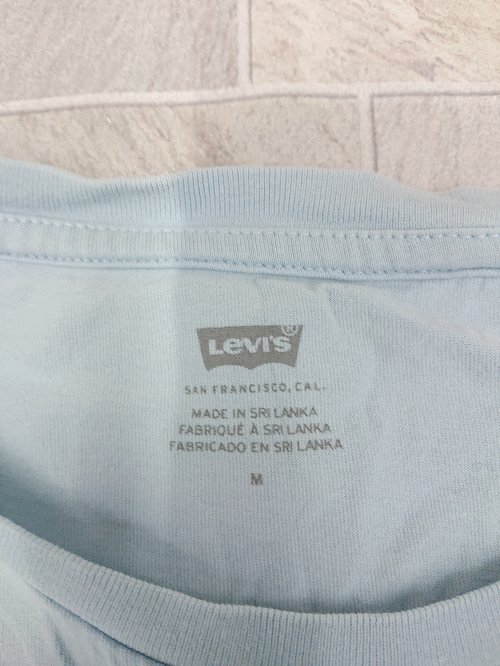 Levi's®
SAN FRANCISCO, CAL.
MADE IN SRI LANKA
FABRIQUÉ À SRI LANKA
FABRICADO EN SRI LANKA
M